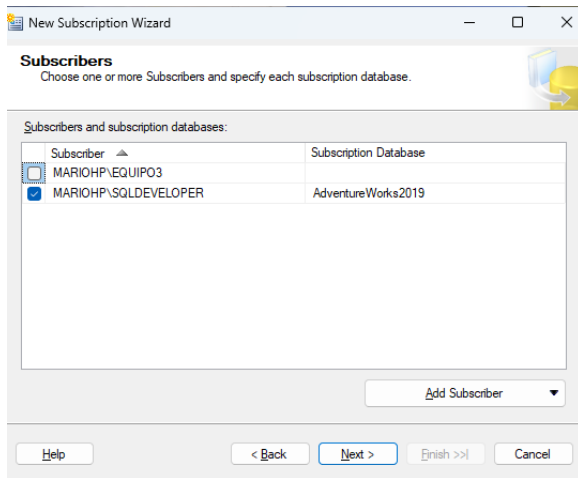 New Subscription Wizard
Subscribers
Choose one or more Subscribers and specify each subscription database.
Subscribers and subscription databases:
Subscriber Subscription Database
MARIOHP\EQUIPO3
MARIOHP\SQLDEVELOPER AdventureWorks2019
Add Subscriber
Help < Back Next > Finish >>| Cancel